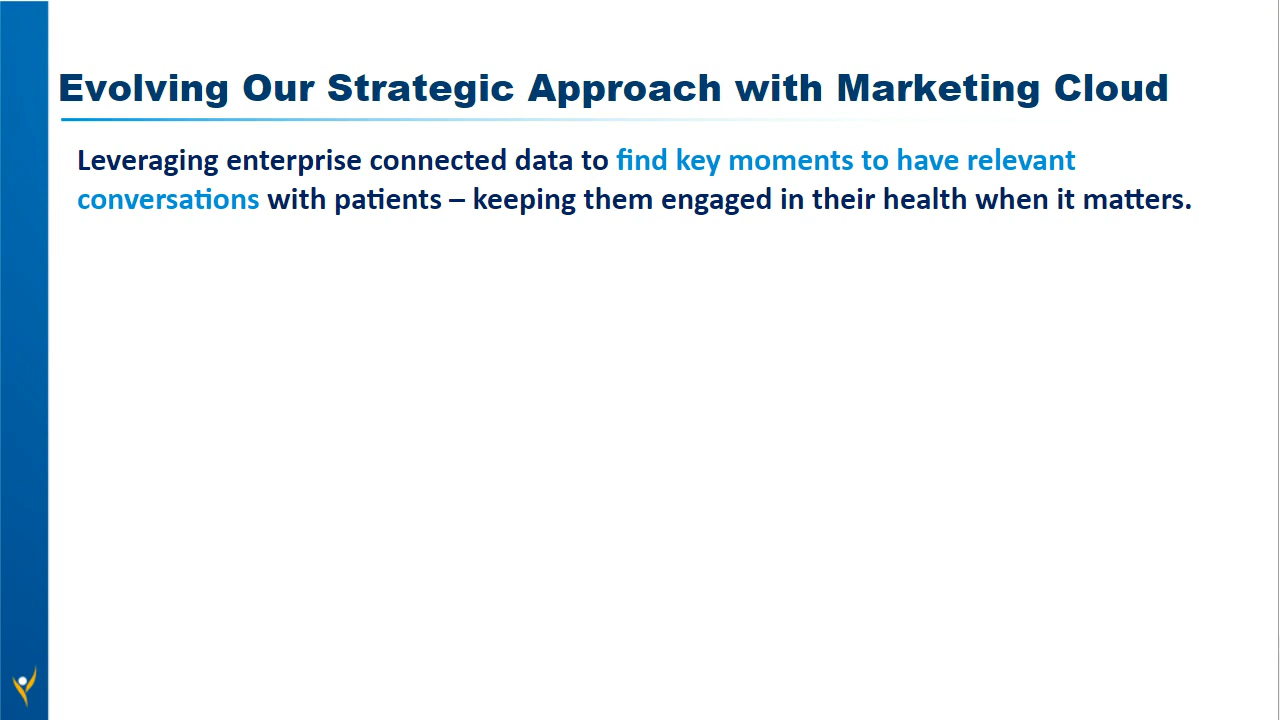 Evolving Our Strategic Approach with Marketing Cloud
Leveraging enterprise connected data to find key moments to have relevant
conversations with patients – keeping them engaged in their health when it matters.